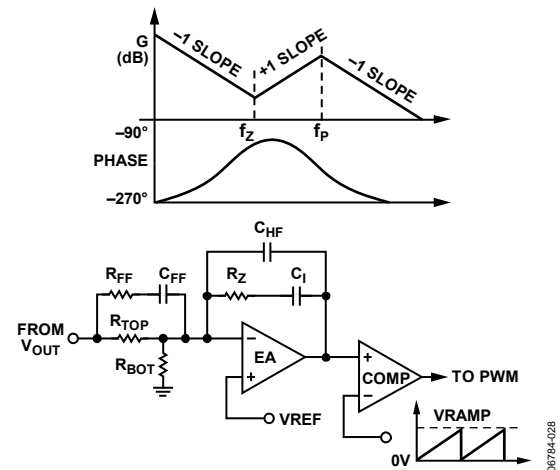 G
(dB)
–1 SLOPE
+1 SLOPE
–1 SLOPE
–90°
fZ
fP
PHASE
–270°
CHF
RFF
CFF
RZ
CI
FROM
VOUT
RTOP
RBOT
–
EA
+
+
COMP
–
TO PWM
VREF
VRAMP
0V
06784-028